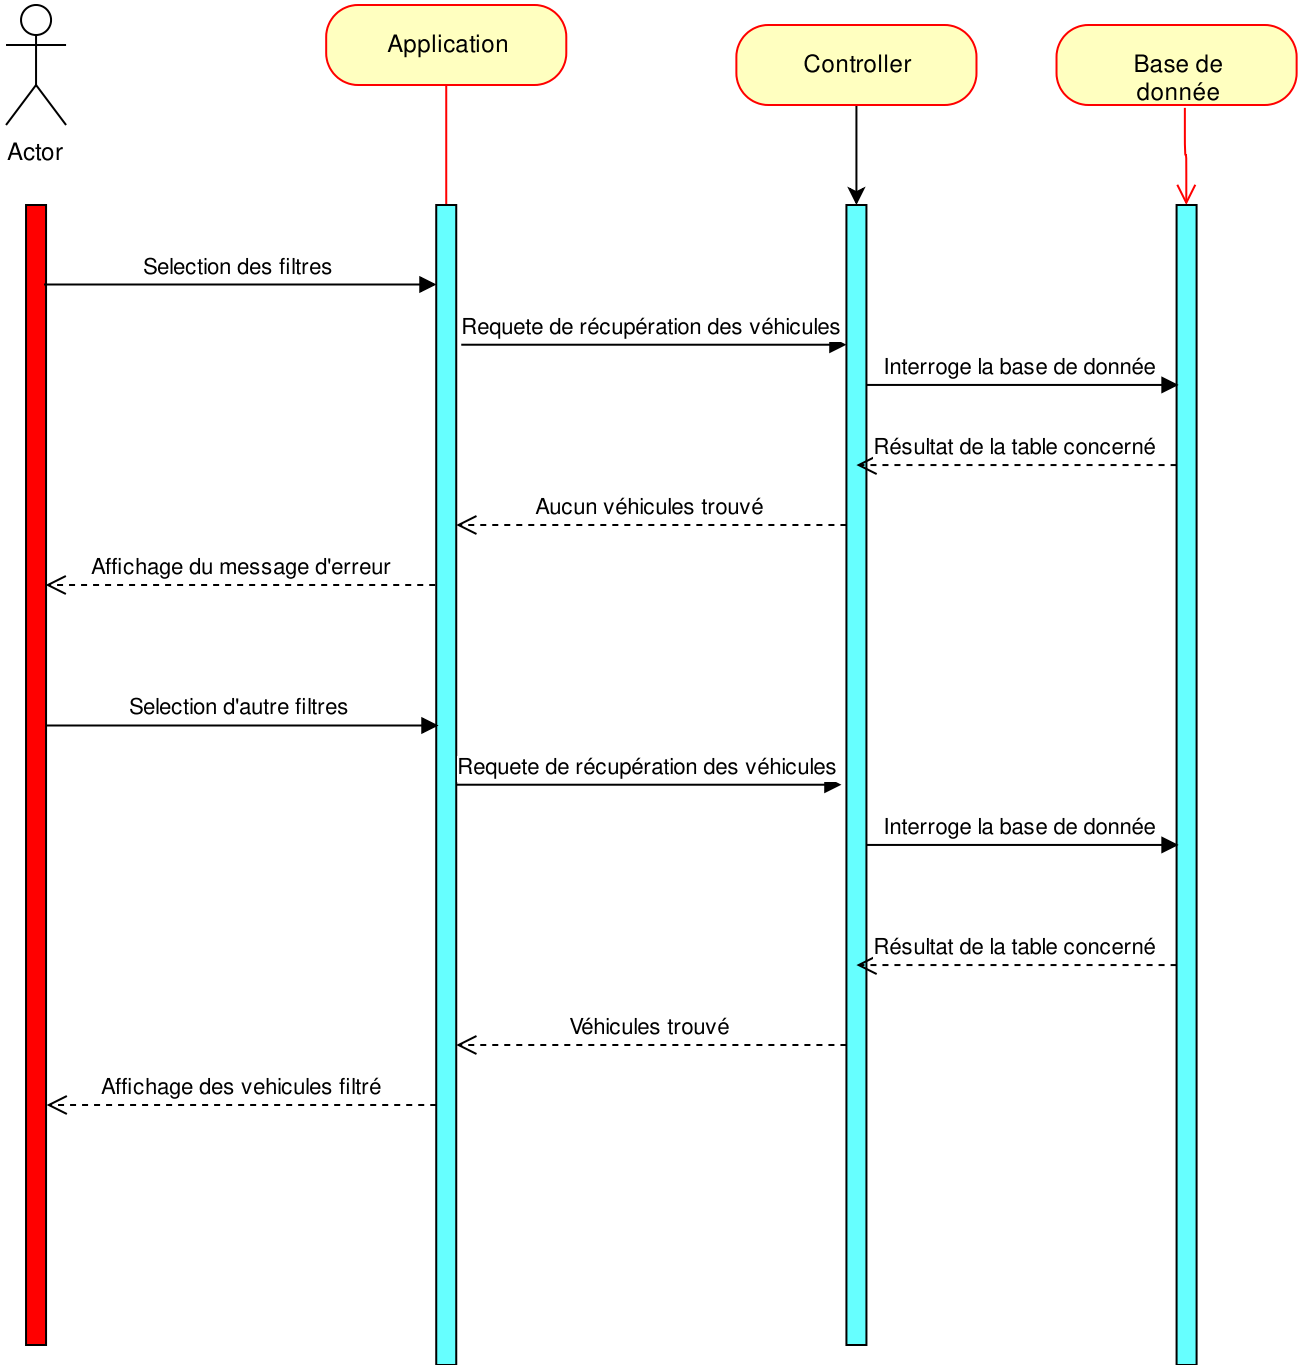 Application
Controller
Base de
donnée
Actor
Selection des filtres
Requete de récupération des véhicules
Interroge la base de donnée
Résultat de la table concerné
Aucun véhicules trouvé
Affichage du message d'erreur
Selection d'autre filtres
Requete de récupération des véhicules
Interroge la base de donnée
Résultat de la table concerné
Véhicules trouvé
Affichage des vehicules filtré